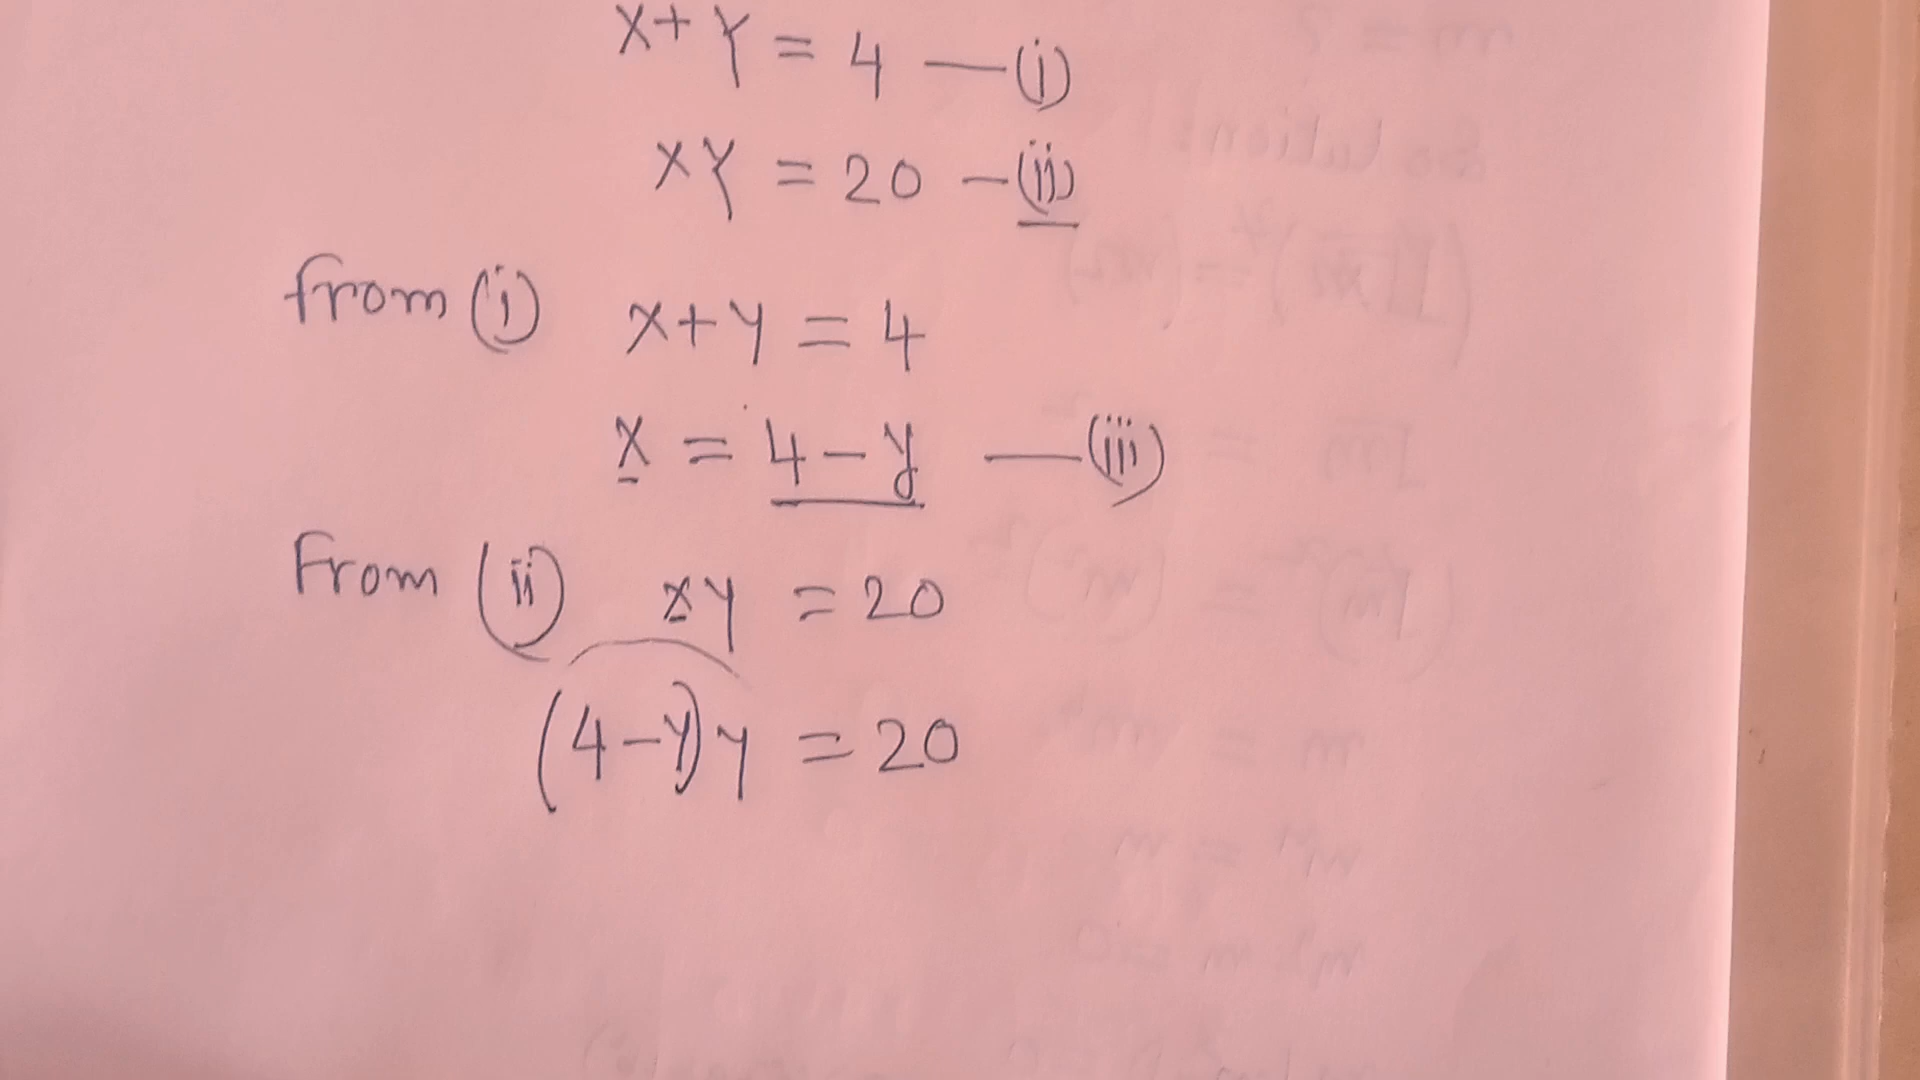 x+y = 4 —(i)
xy = 20 –(ii)
from (i) x+y = 4
x = 4-y —(iii)
From (ii) xy = 20
(4-y)y = 20